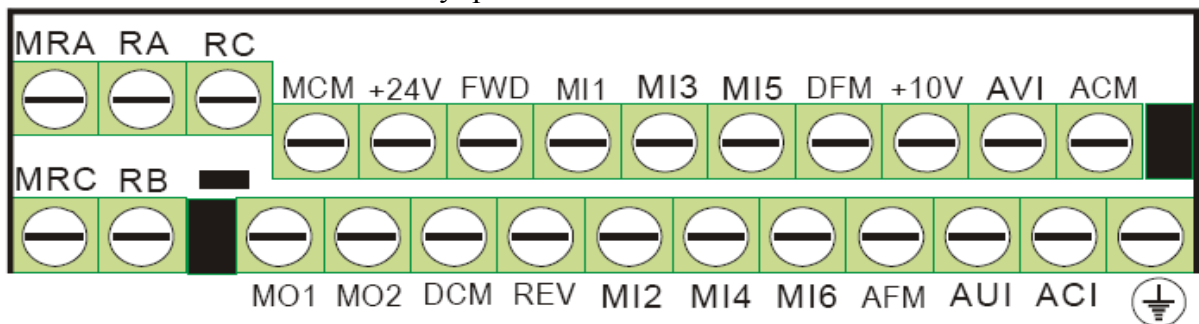 MRA RA RC
MCM +24V FWD MI1 MI3 MI5 DFM +10V AVI ACM
MRC RB
MO1 MO2 DCM REV MI2 MI4 MI6 AFM AUI ACI